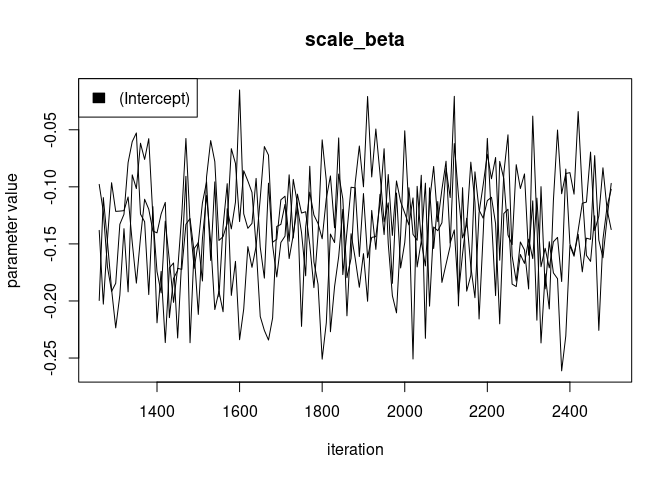 scale_beta
(Intercept)
parameter value
-0.05
-0.10
-0.15
-0.20
-0.25
1400 1600 1800 2000 2200 2400
iteration